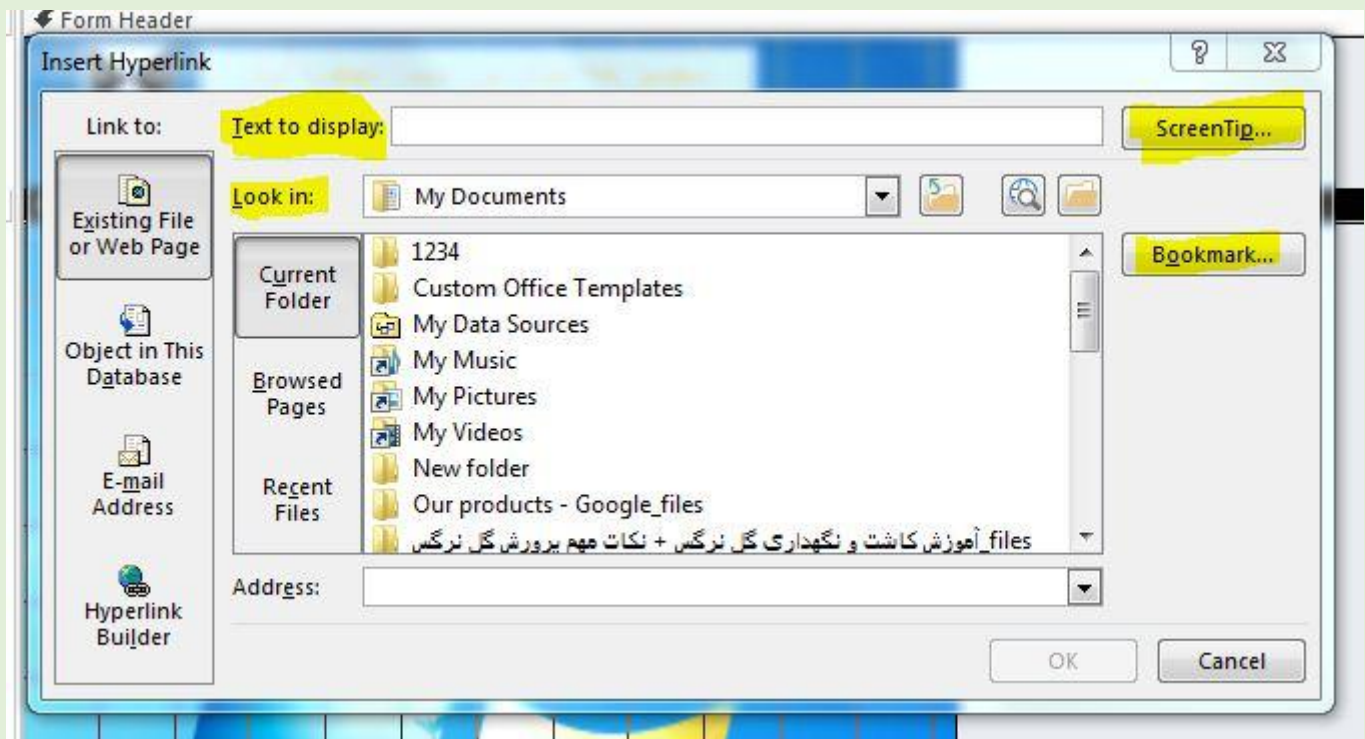 Form Header
Insert Hyperlink
Link to:
Text to display:
ScreenTip...
Existing File
or Web Page
Look in:
My Documents
Bookmark...
Current
Folder
1234
Custom Office Templates
My Data Sources
My Music
My Pictures
My Videos
New folder
Our products - Google_files
آموزش کاشت و نگهداری گل نرگس + نکات مهم پرورش گل نرگس_files
Object in This
Database
Browsed
Pages
E-mail
Address
Recent
Files
Hyperlink
Builder
Address:
OK
Cancel